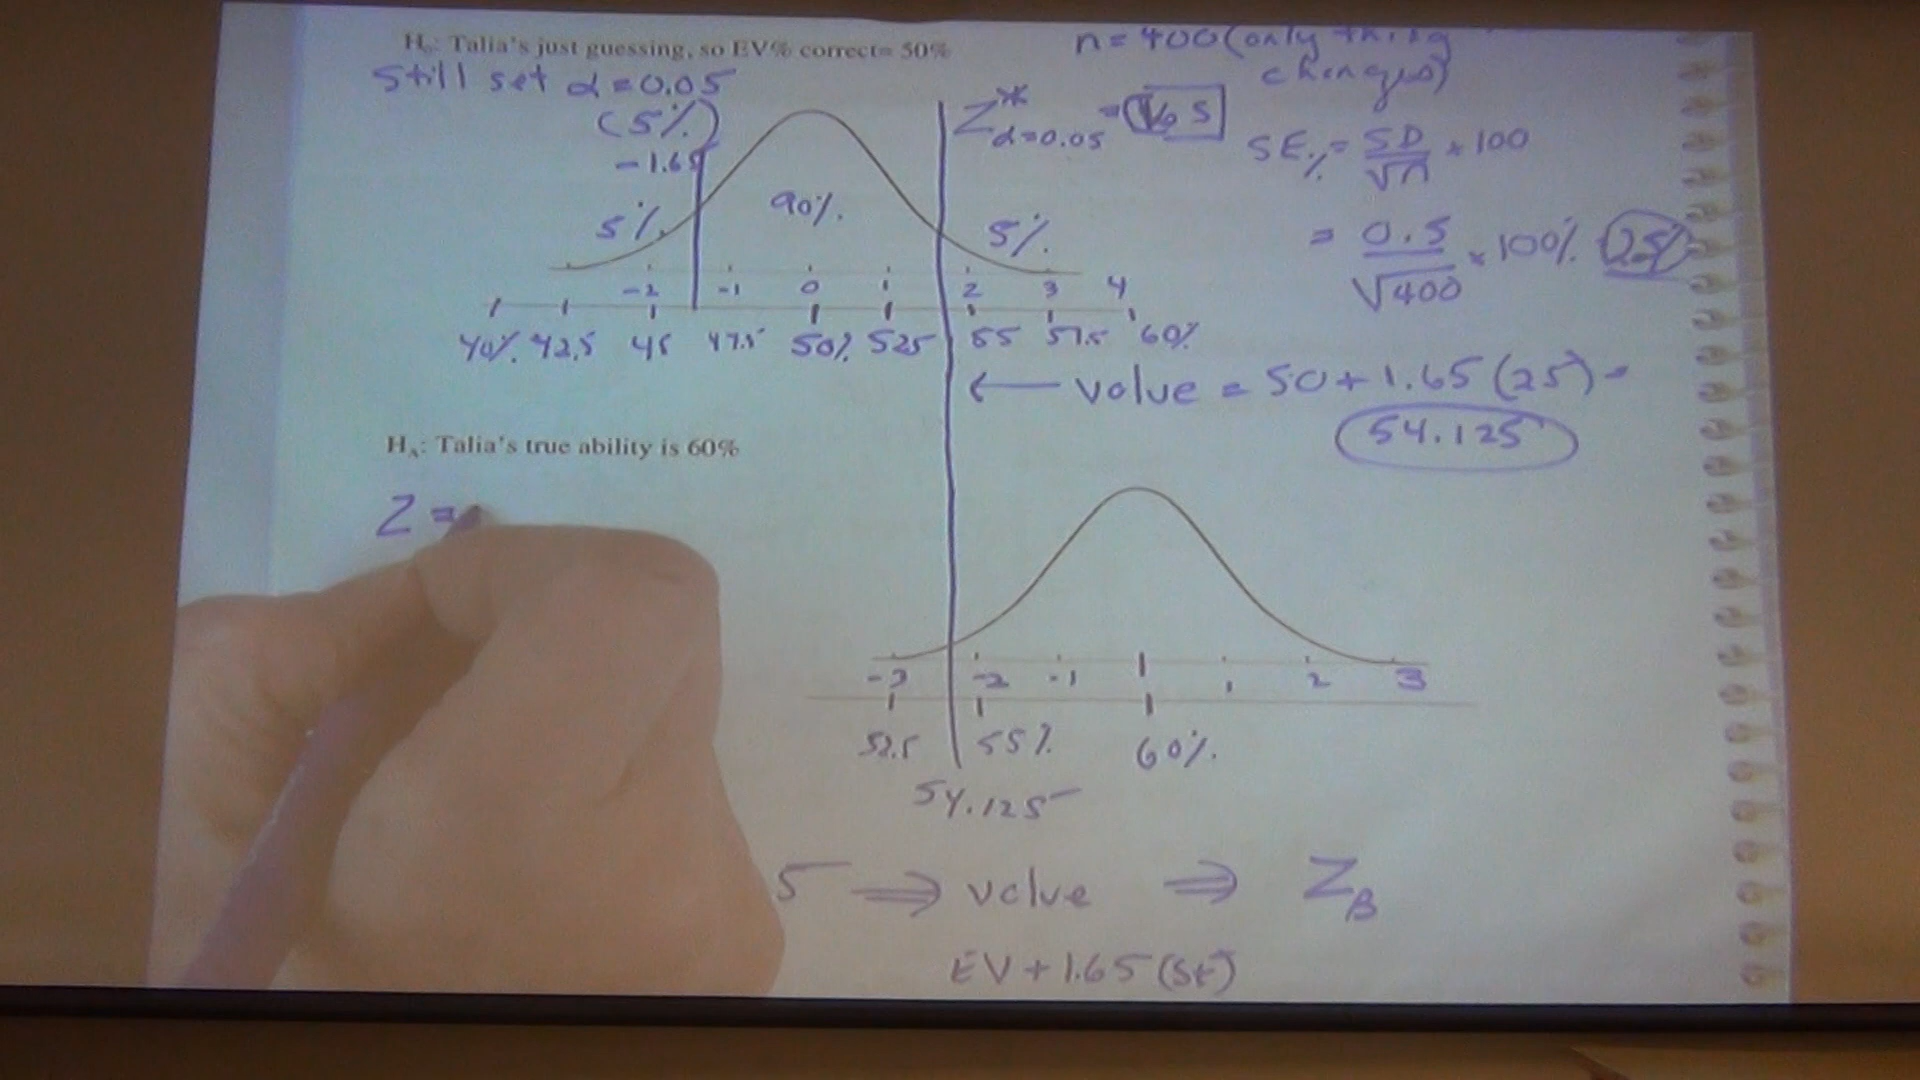 H₀: Talia's just guessing, so EV% correct= 50%
n = 400 (only thing changes)
Still set α = 0.05
(5%)
-1.65
Z*α=0.05 = 1.65
SE% = SD/√n * 100
5% 90% 5%
= 0.5/√400 * 100% 2.5%
-2 -1 0 1 2 3 4
40% 42.5 45 47.5 50% 52.5 55 57.5 60%
← value = 50 + 1.65 (2.5) =
54.125
Hₐ: Talia's true ability is 60%
Z =
-3 -2 -1 1 2 3
52.5 55% 60%
54.125
5 ⇒ value ⇒ Zβ
EV + 1.65 (SE)